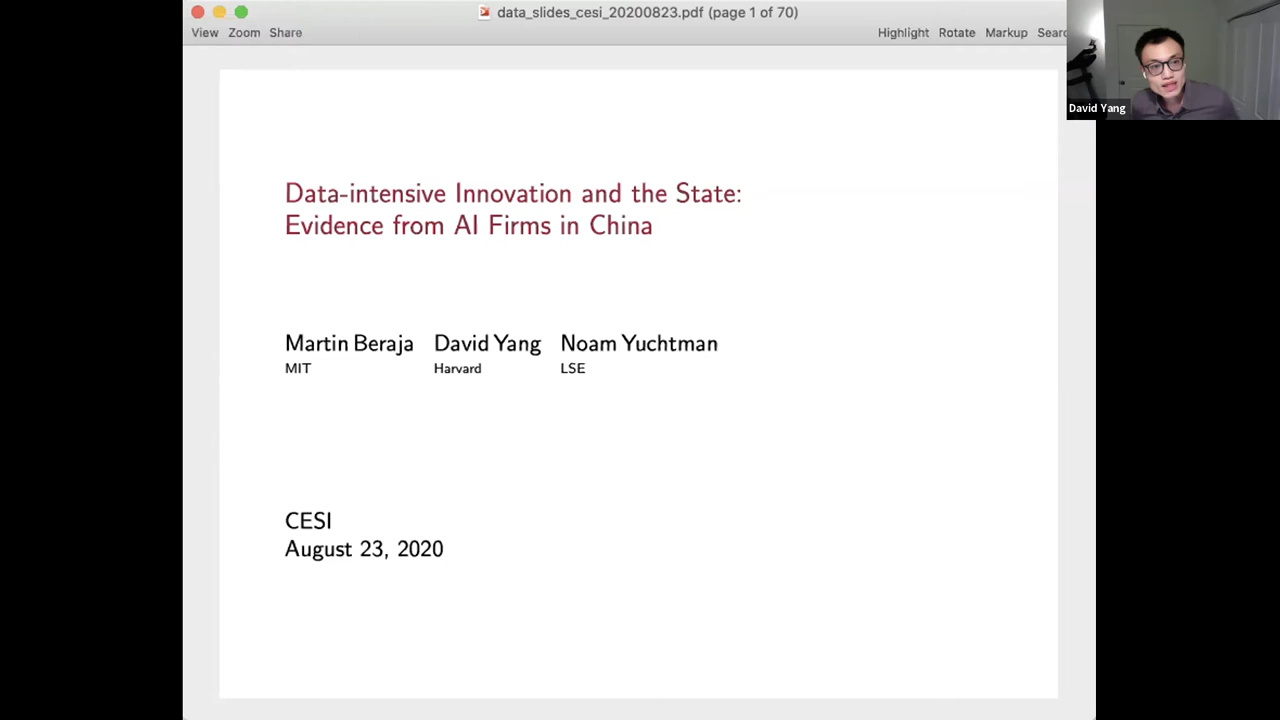 data_slides_cesi_20200823.pdf (page 1 of 70)
View Zoom Share
Highlight Rotate Markup
David Yang
Data-intensive Innovation and the State:
Evidence from AI Firms in China
Martin Beraja David Yang Noam Yuchtman
MIT Harvard LSE
CESI
August 23, 2020